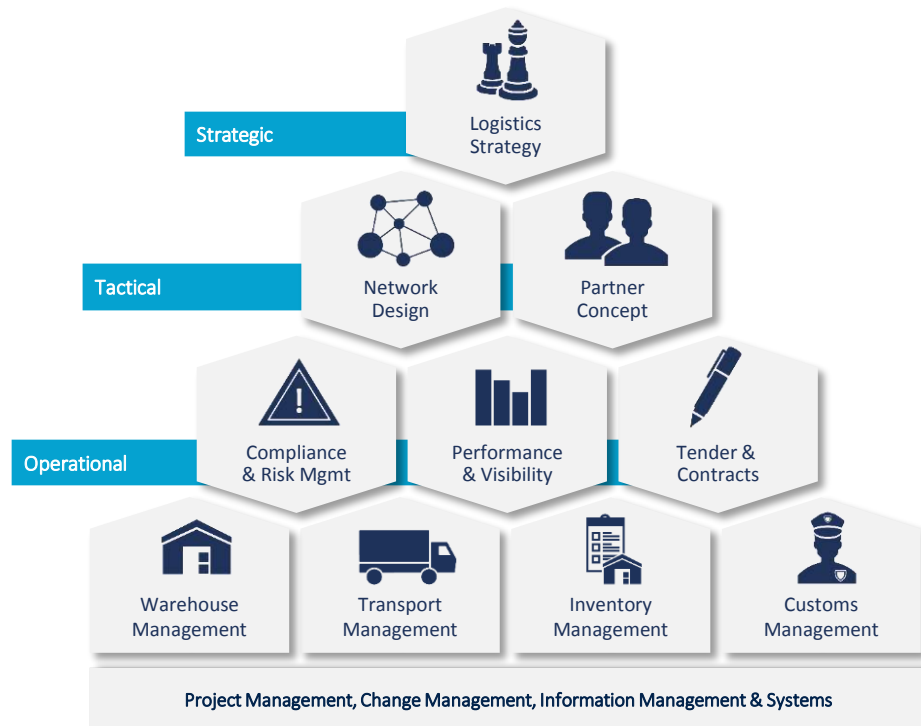 Logistics
Strategy
Strategic
Network
Design
Partner
Concept
Tactical
Compliance
& Risk Mgmt
Performance
& Visibility
Tender &
Contracts
Operational
Warehouse
Management
Transport
Management
Inventory
Management
Customs
Management
Project Management, Change Management, Information Management & Systems